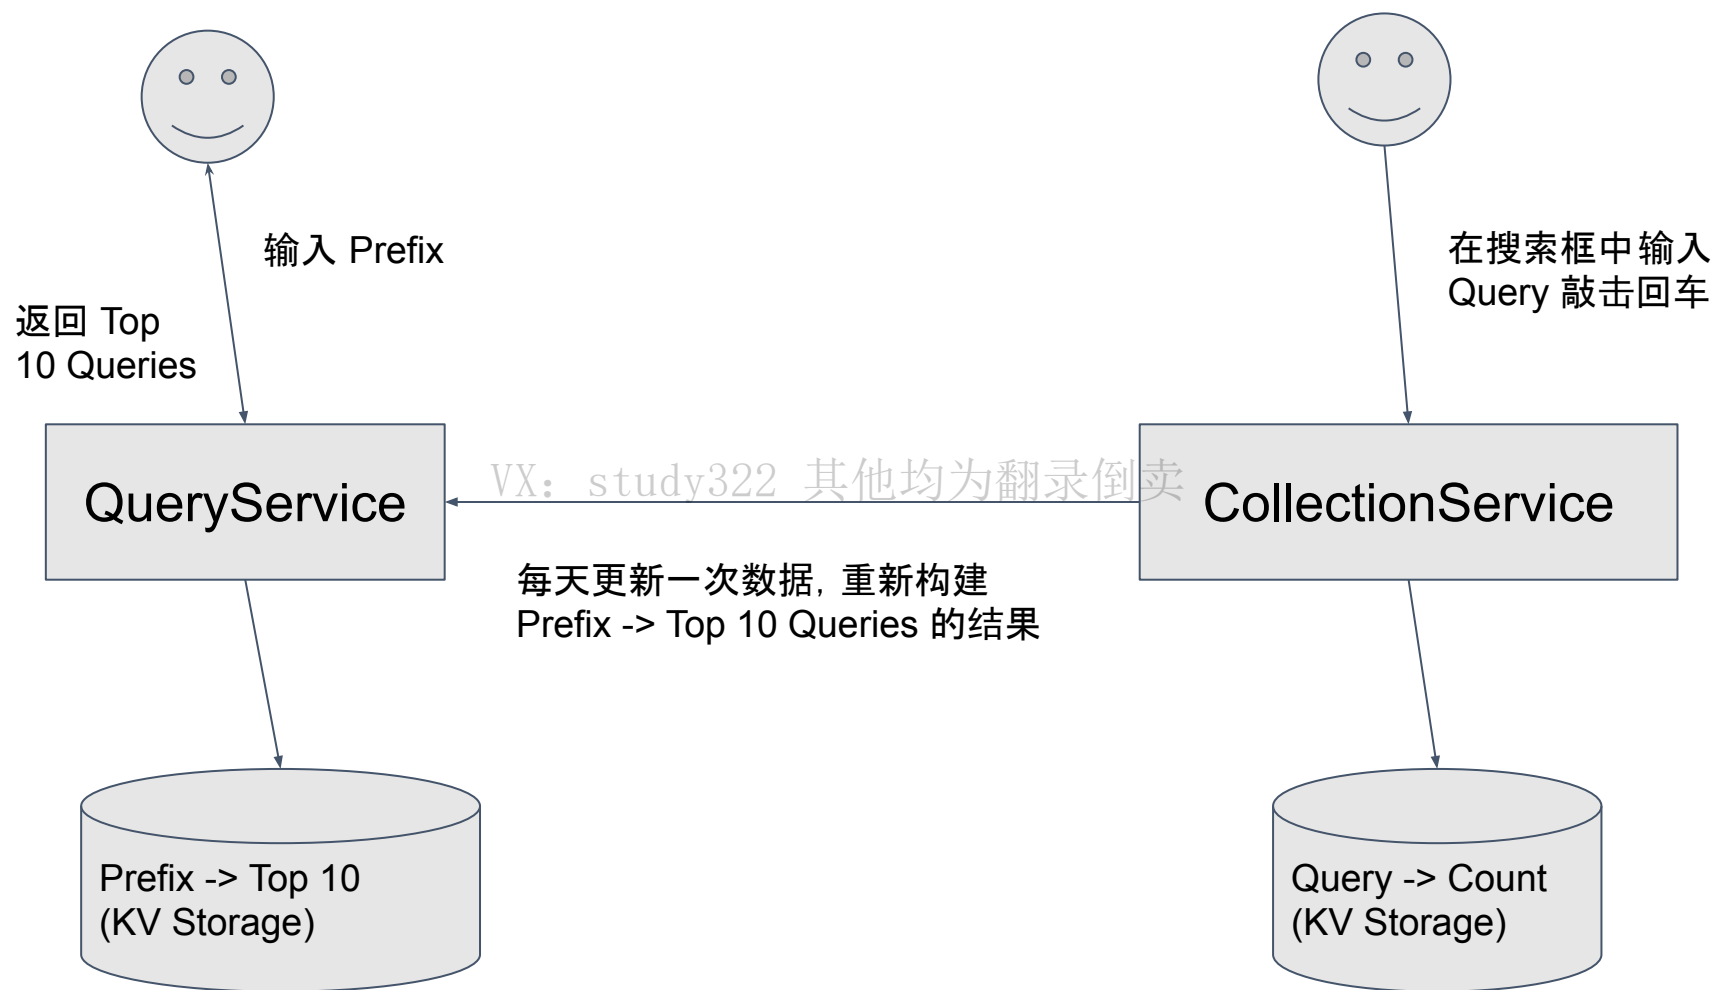 输入 Prefix
返回 Top
10 Queries
在搜索框中输入
Query 敲击回车
QueryService
VX: study322 其他均为翻录倒卖
CollectionService
每天更新一次数据, 重新构建
Prefix -> Top 10 Queries 的结果
Prefix -> Top 10
(KV Storage)
Query -> Count
(KV Storage)